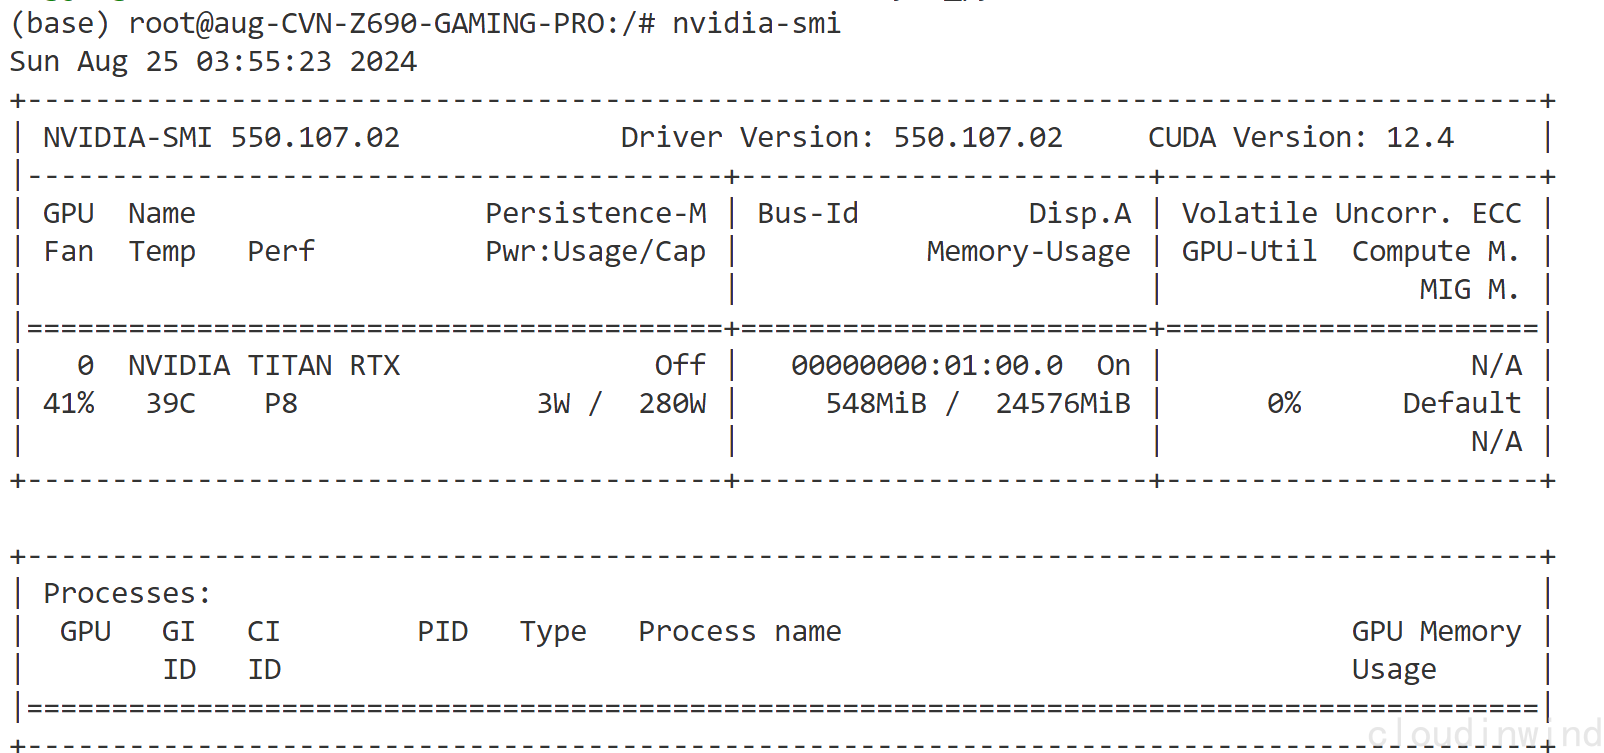 (base) root@aug-CVN-Z690-GAMING-PRO:/# nvidia-smi
Sun Aug 25 03:55:23 2024
+-----------------------------------------------------------------------------------------+
| NVIDIA-SMI 550.107.02             Driver Version: 550.107.02     CUDA Version: 12.4     |
|-----------------------------------------+------------------------+----------------------+
| GPU  Name                 Persistence-M | Bus-Id          Disp.A | Volatile Uncorr. ECC |
| Fan  Temp   Perf          Pwr:Usage/Cap |           Memory-Usage | GPU-Util  Compute M. |
|                                         |                        |               MIG M. |
|=========================================+========================+======================|
|   0  NVIDIA TITAN RTX               Off |   00000000:01:00.0  On |                  N/A |
| 41%   39C    P8              3W /  280W |     548MiB /  24576MiB |      0%      Default |
|                                         |                        |                  N/A |
+-----------------------------------------+------------------------+----------------------+
+-----------------------------------------------------------------------------------------+
| Processes:                                                                              |
|  GPU   GI   CI        PID   Type   Process name                              GPU Memory |
|        ID   ID                                                               Usage      |
|=========================================================================================|
+-----------------------------------------------------------------------------------------+
cloudinwind